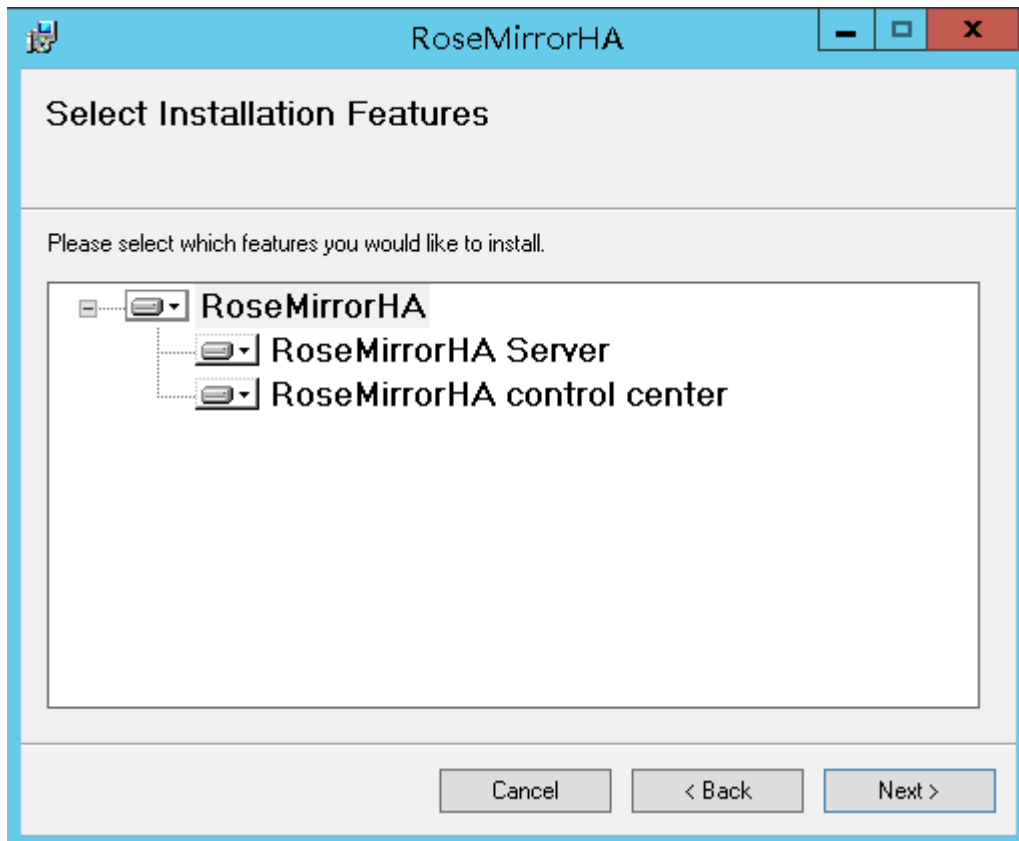 RoseMirrorHA
Select Installation Features
Please select which features you would like to install.
RoseMirrorHA
RoseMirrorHA Server
RoseMirrorHA control center
Cancel
< Back
Next >